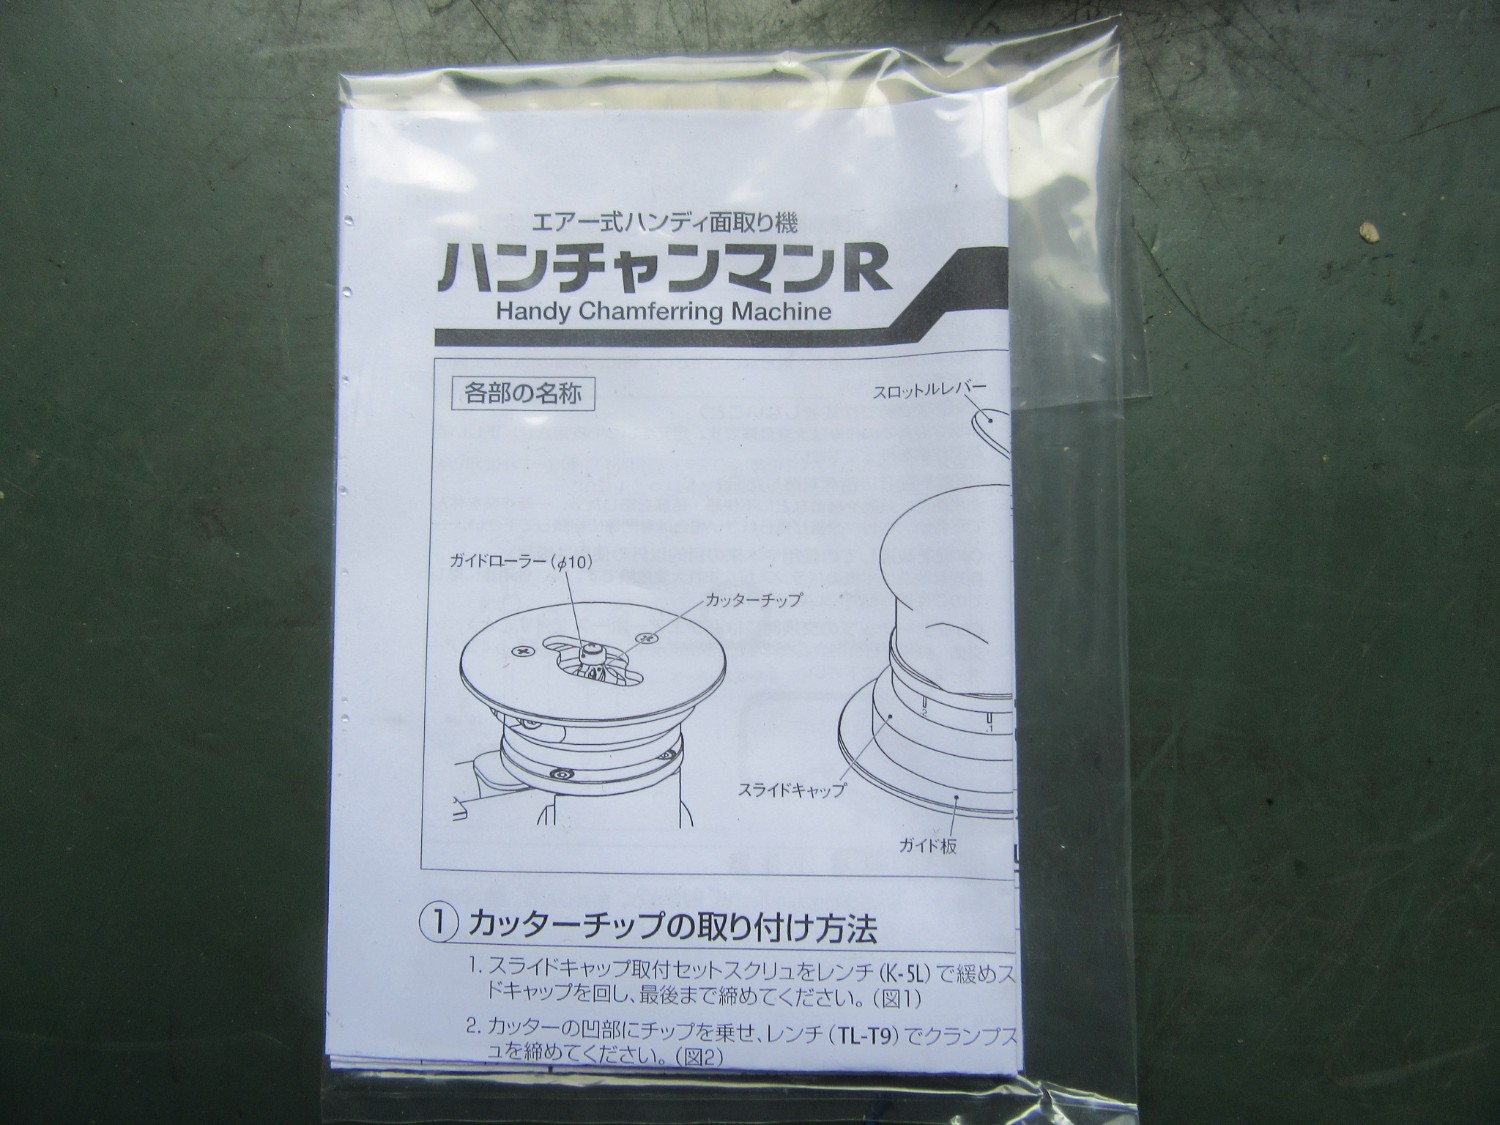 エアー式ハンディ面取り機
ハンチャンマンR
Handy Chamferring Machine
各部の名称
スロットルレバー
ガイドローラー(φ10)
カッターチップ
2
1
スライドキャップ
ガイド板
① カッターチップの取り付け方法
1. スライドキャップ取付セットスクリュをレンチ(K-5L)で緩めス
ドキャップを回し、最後まで締めてください。(図1)
2. カッターの凹部にチップを乗せ、レンチ(TL-T9)でクランプス
ュを締めてください。(図2)